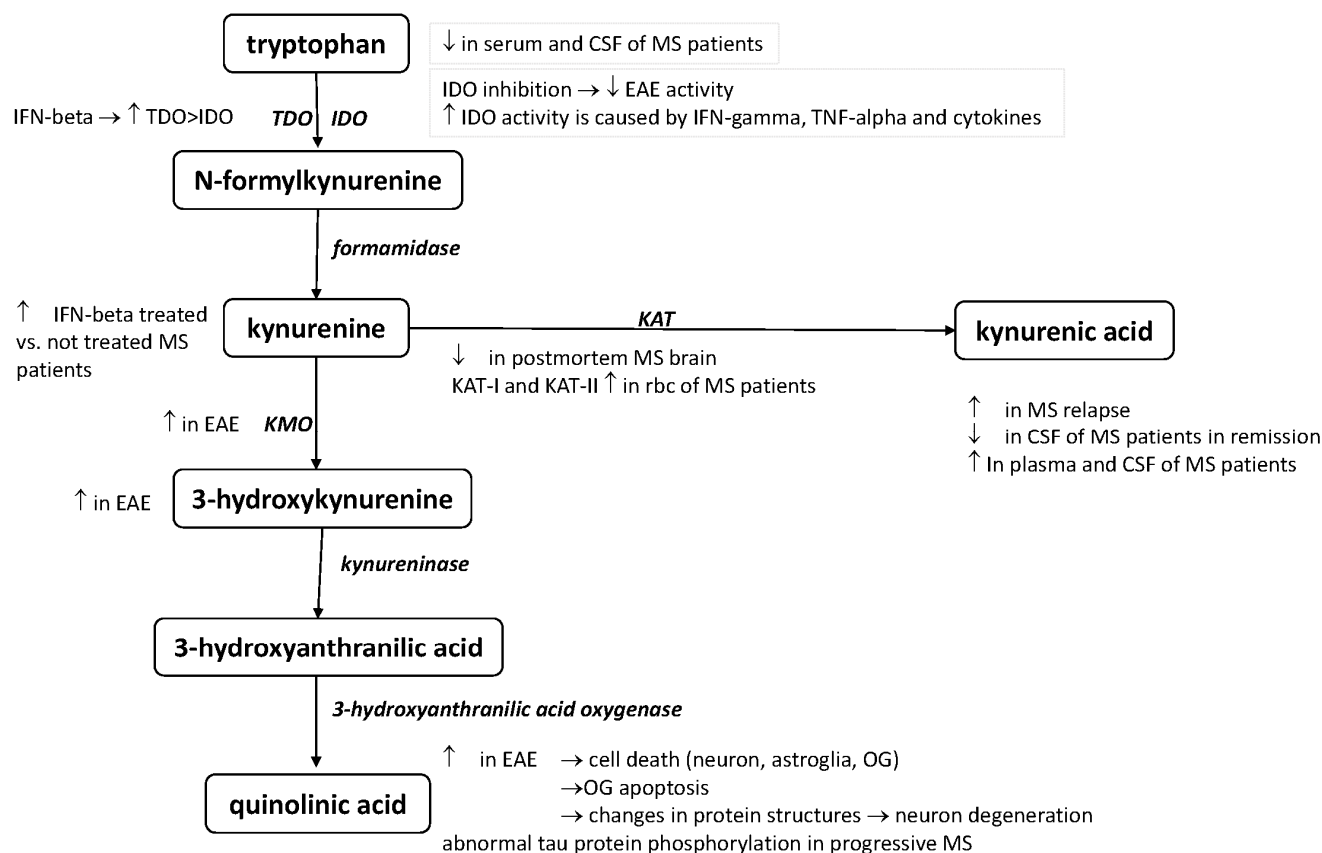 tryptophan
↓ in serum and CSF of MS patients
IDO inhibition → ↓ EAE activity
↑ IDO activity is caused by IFN-gamma, TNF-alpha and cytokines
IFN-beta → ↑ TDO>IDO
TDO IDO
N-formylkynurenine
formamidase
↑ IFN-beta treated
vs. not treated MS
patients
kynurenine
KAT
kynurenic acid
↓ in postmortem MS brain
KAT-I and KAT-II ↑ in rbc of MS patients
↑ in MS relapse
↓ in CSF of MS patients in remission
↑ In plasma and CSF of MS patients
↑ in EAE KMO
↑ in EAE
3-hydroxykynurenine
kynureninase
3-hydroxyanthranilic acid
3-hydroxyanthranilic acid oxygenase
quinolinic acid
↑ in EAE → cell death (neuron, astroglia, OG)
→OG apoptosis
→ changes in protein structures → neuron degeneration
abnormal tau protein phosphorylation in progressive MS